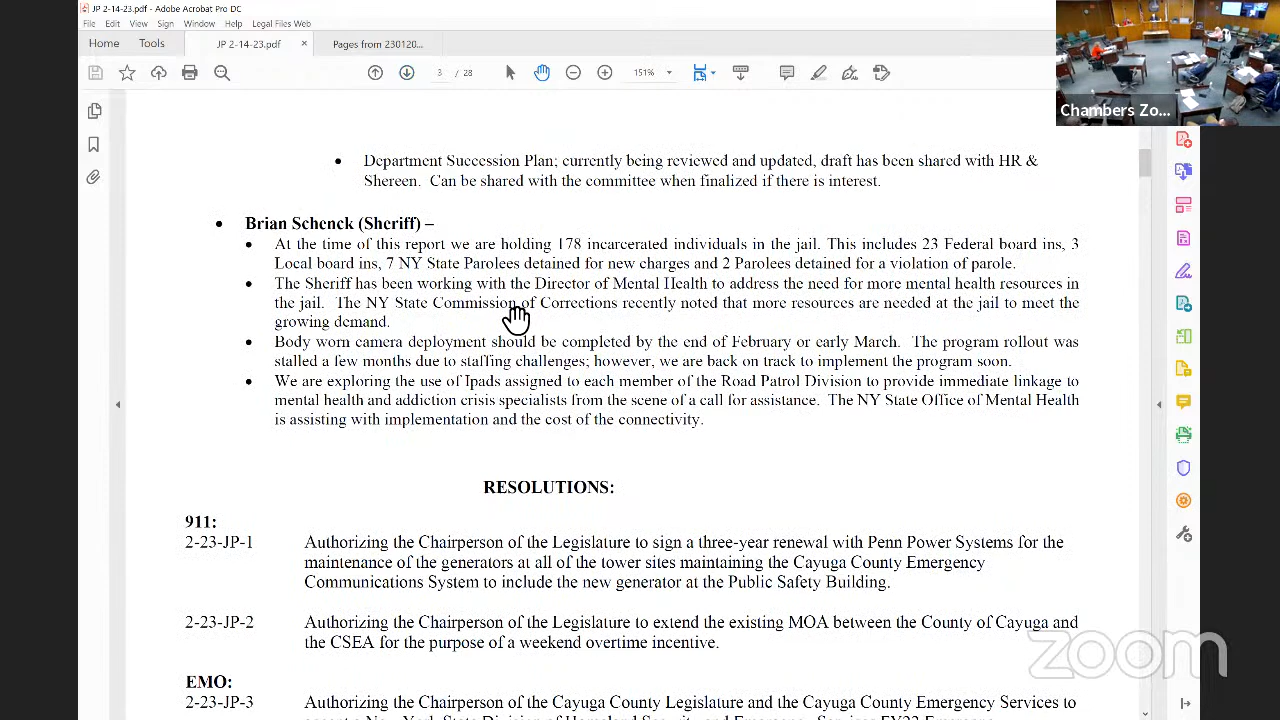 JP 2-14-23.pdf - Adobe Acrobat Pro DC
File Edit View Sign Window Help Legal Files Web
Home Tools JP 2-14-23.pdf × Pages from 230120...
3 / 28 151%
Chambers Zo...
• Department Succession Plan; currently being reviewed and updated, draft has been shared with HR &
Shereen. Can be shared with the committee when finalized if there is interest.
• Brian Schenck (Sheriff) –
• At the time of this report we are holding 178 incarcerated individuals in the jail. This includes 23 Federal board ins, 3
Local board ins, 7 NY State Parolees detained for new charges and 2 Parolees detained for a violation of parole.
• The Sheriff has been working with the Director of Mental Health to address the need for more mental health resources in
the jail. The NY State Commission of Corrections recently noted that more resources are needed at the jail to meet the
growing demand.
• Body worn camera deployment should be completed by the end of February or early March. The program rollout was
stalled a few months due to staffing challenges; however, we are back on track to implement the program soon.
• We are exploring the use of Ipads assigned to each member of the Road Patrol Division to provide immediate linkage to
mental health and addiction crisis specialists from the scene of a call for assistance. The NY State Office of Mental Health
is assisting with implementation and the cost of the connectivity.
RESOLUTIONS:
911:
2-23-JP-1 Authorizing the Chairperson of the Legislature to sign a three-year renewal with Penn Power Systems for the
maintenance of the generators at all of the tower sites maintaining the Cayuga County Emergency
Communications System to include the new generator at the Public Safety Building.
2-23-JP-2 Authorizing the Chairperson of the Legislature to extend the existing MOA between the County of Cayuga and
the CSEA for the purpose of a weekend overtime incentive.
zoom
EMO:
2-23-JP-3 Authorizing the Chairperson of the Cayuga County Legislature and the Cayuga County Emergency Services to